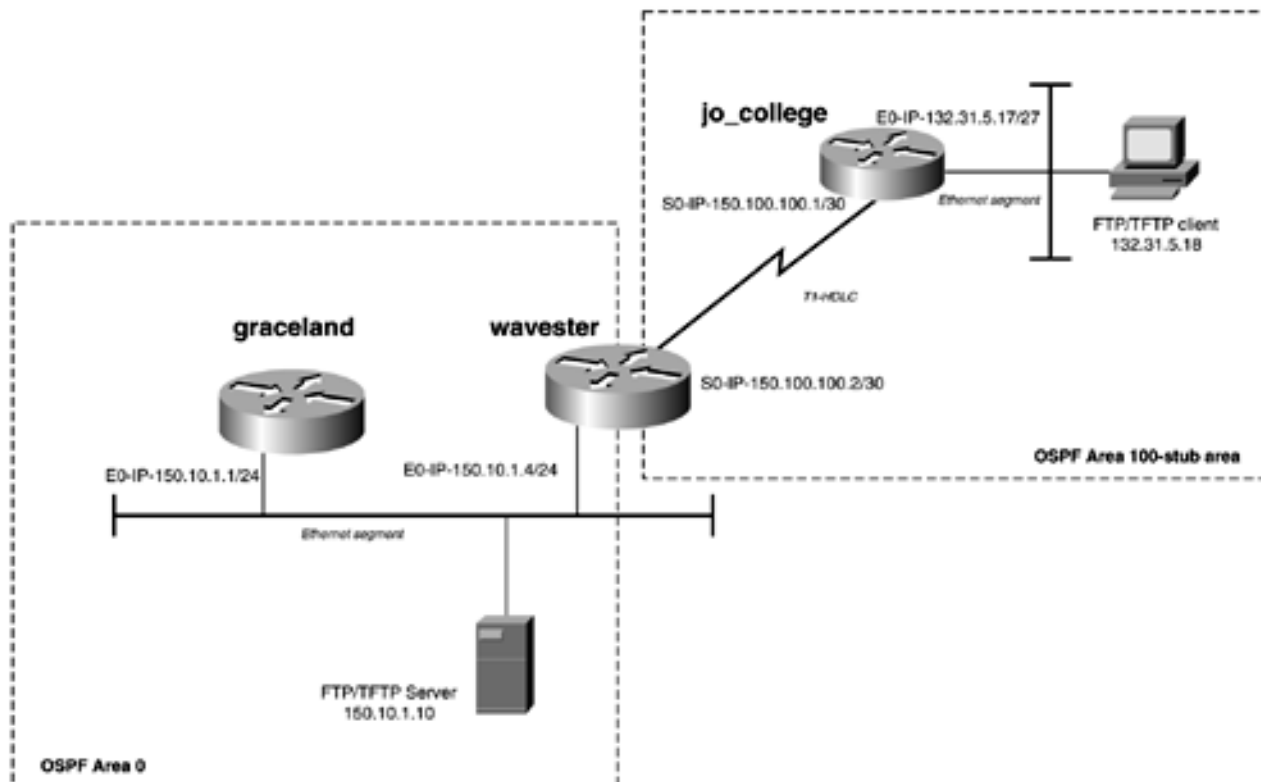 jo_college
E0-IP-132.31.5.17/27
S0-IP-150.100.100.1/30
Ethernet segment
FTP/TFTP client
132.31.5.18
T1-HDLC
graceland
wavester
S0-IP-150.100.100.2/30
E0-IP-150.10.1.1/24
E0-IP-150.10.1.4/24
OSPF Area 100-stub area
Ethernet segment
FTP/TFTP Server
150.10.1.10
OSPF Area 0